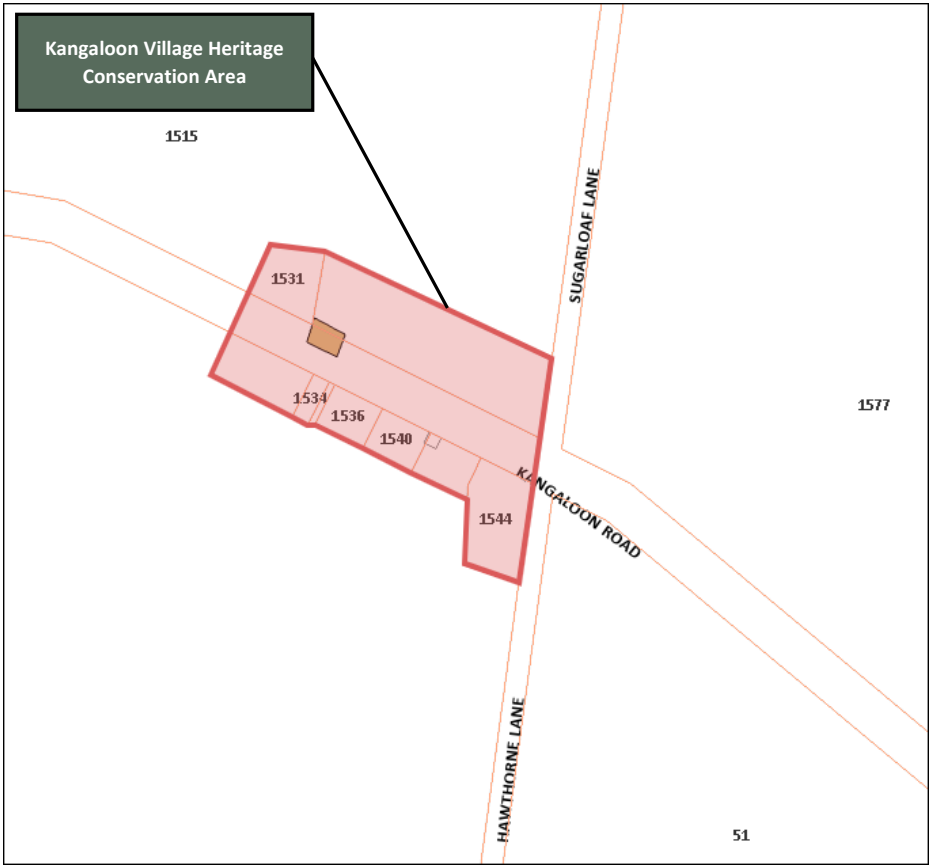 Kangaloon Village Heritage
Conservation Area
1515
SUGARLOAF LANE
1531
1534
1536
1577
1540
KANGALOON ROAD
1544
HAWTHORNE LANE
51